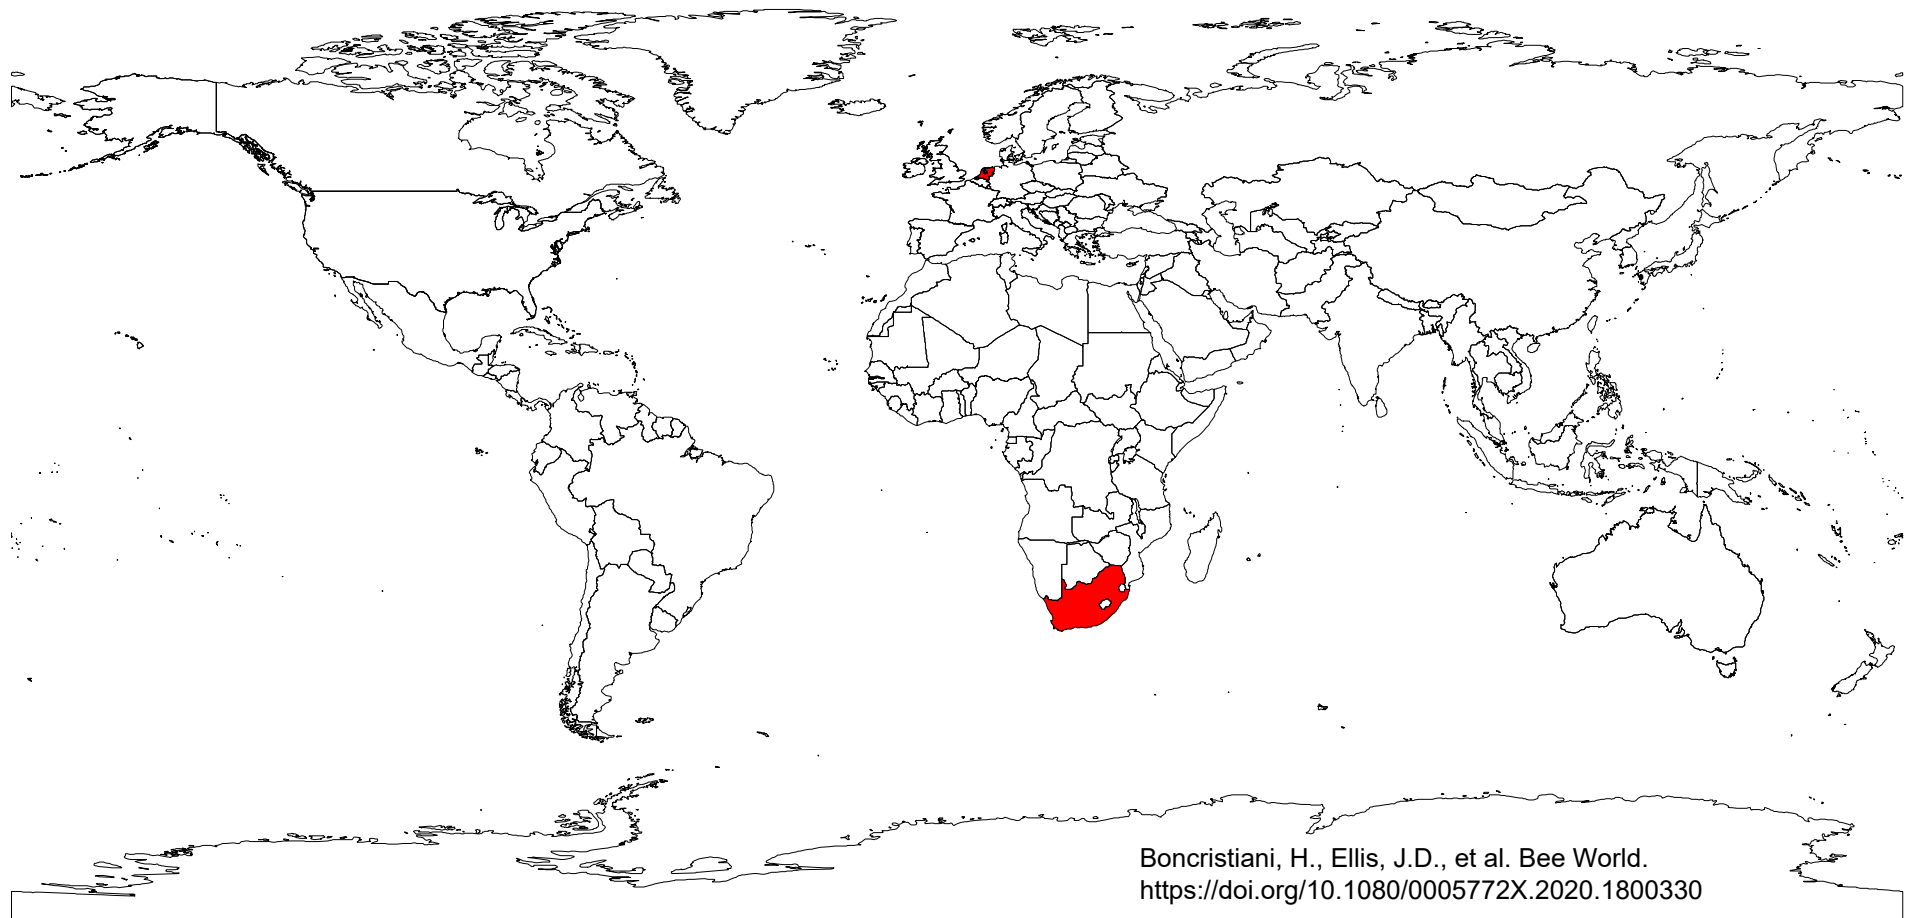 Boncristiani, H., Ellis, J.D., et al. Bee World.
https://doi.org/10.1080/0005772X.2020.1800330